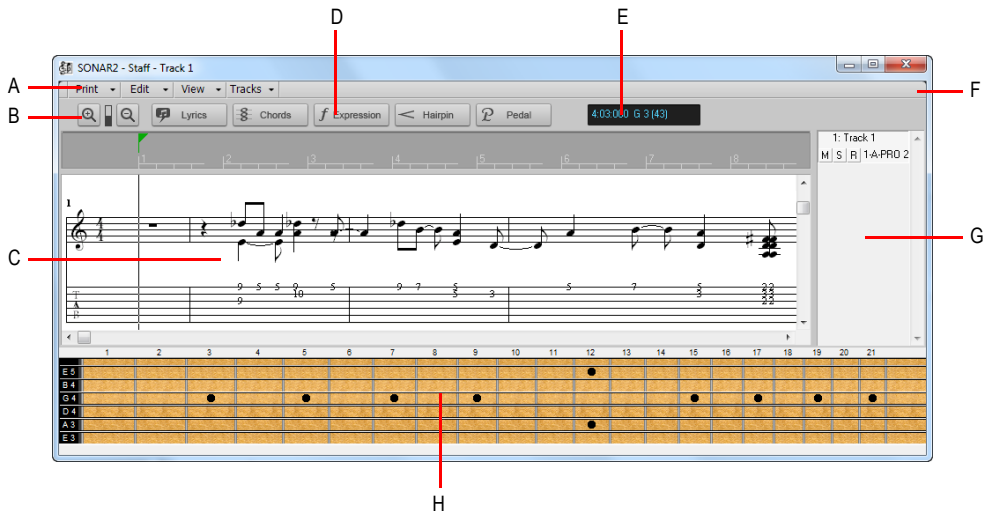 D E
SONAR2 - Staff - Track 1
A Print Edit View Tracks F
B Lyrics Chords f Expression Hairpin P Pedal 4:03:000 G 3 (43)
1 2 3 4 5 6 7 8
1: Track 1
M S R 1-A-PRO 2
1
4
4
C G
T 9 5 5 9 5 9 7 5 5 7 5 2 2
A 9 10 5 3 3 2 2
B
1 2 3 4 5 6 7 8 9 10 11 12 13 14 15 16 17 18 19 20 21
E 5
B 4
G 4
D 4
A 3
E 3
H